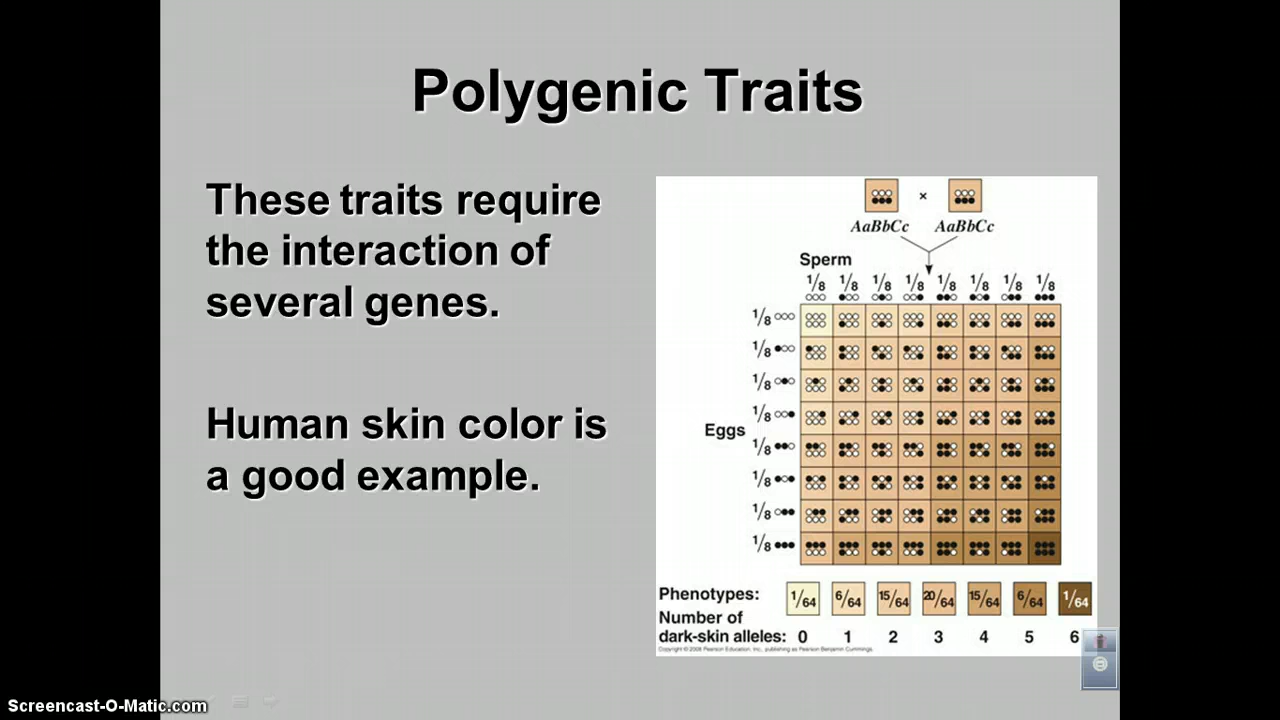 Polygenic Traits
These traits require
the interaction of
several genes.
Human skin color is
a good example.
×
AaBbCc AaBbCc
Sperm
1/8 1/8 1/8 1/8 1/8 1/8 1/8 1/8
1/8
1/8
1/8
1/8
Eggs
1/8
1/8
1/8
1/8
Phenotypes: 1/64 6/64 15/64 20/64 15/64 6/64 1/64
Number of
dark-skin alleles: 0 1 2 3 4 5 6
Copyright © 2008 Pearson Education, Inc., publishing as Pearson Benjamin Cummings.
Screencast-O-Matic.com